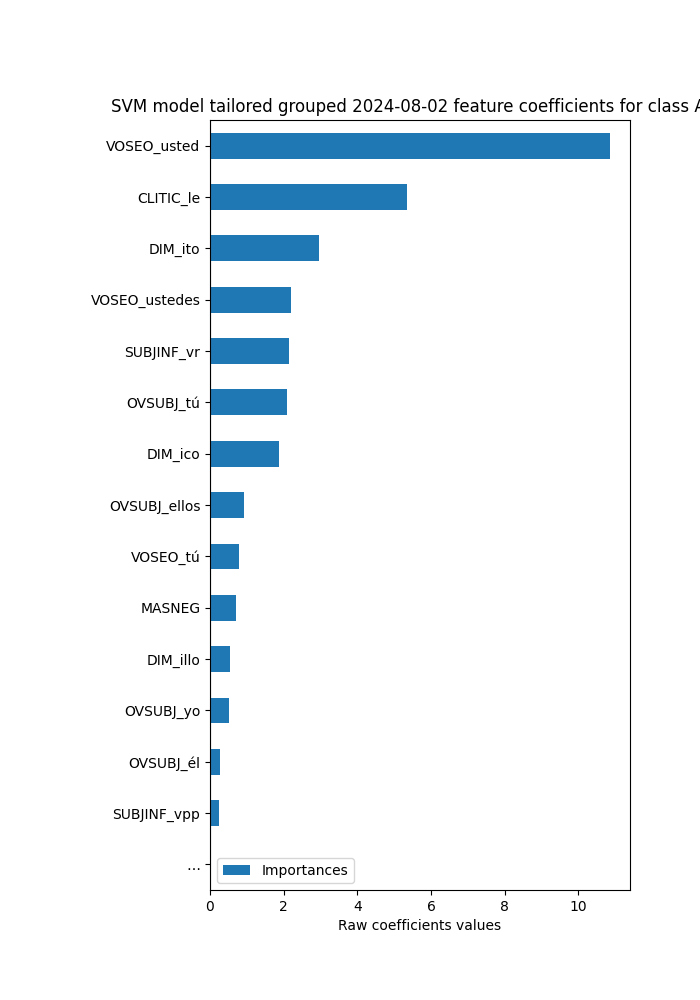 SVM model tailored grouped 2024-08-02 feature coefficients for class A
VOSEO_usted
CLITIC_le
DIM_ito
VOSEO_ustedes
SUBJINF_vr
OVSUBJ_tú
DIM_ico
OVSUBJ_ellos
VOSEO_tú
MASNEG
DIM_illo
OVSUBJ_yo
OVSUBJ_él
SUBJINF_vpp
...
Importances
0 2 4 6 8 10
Raw coefficients values